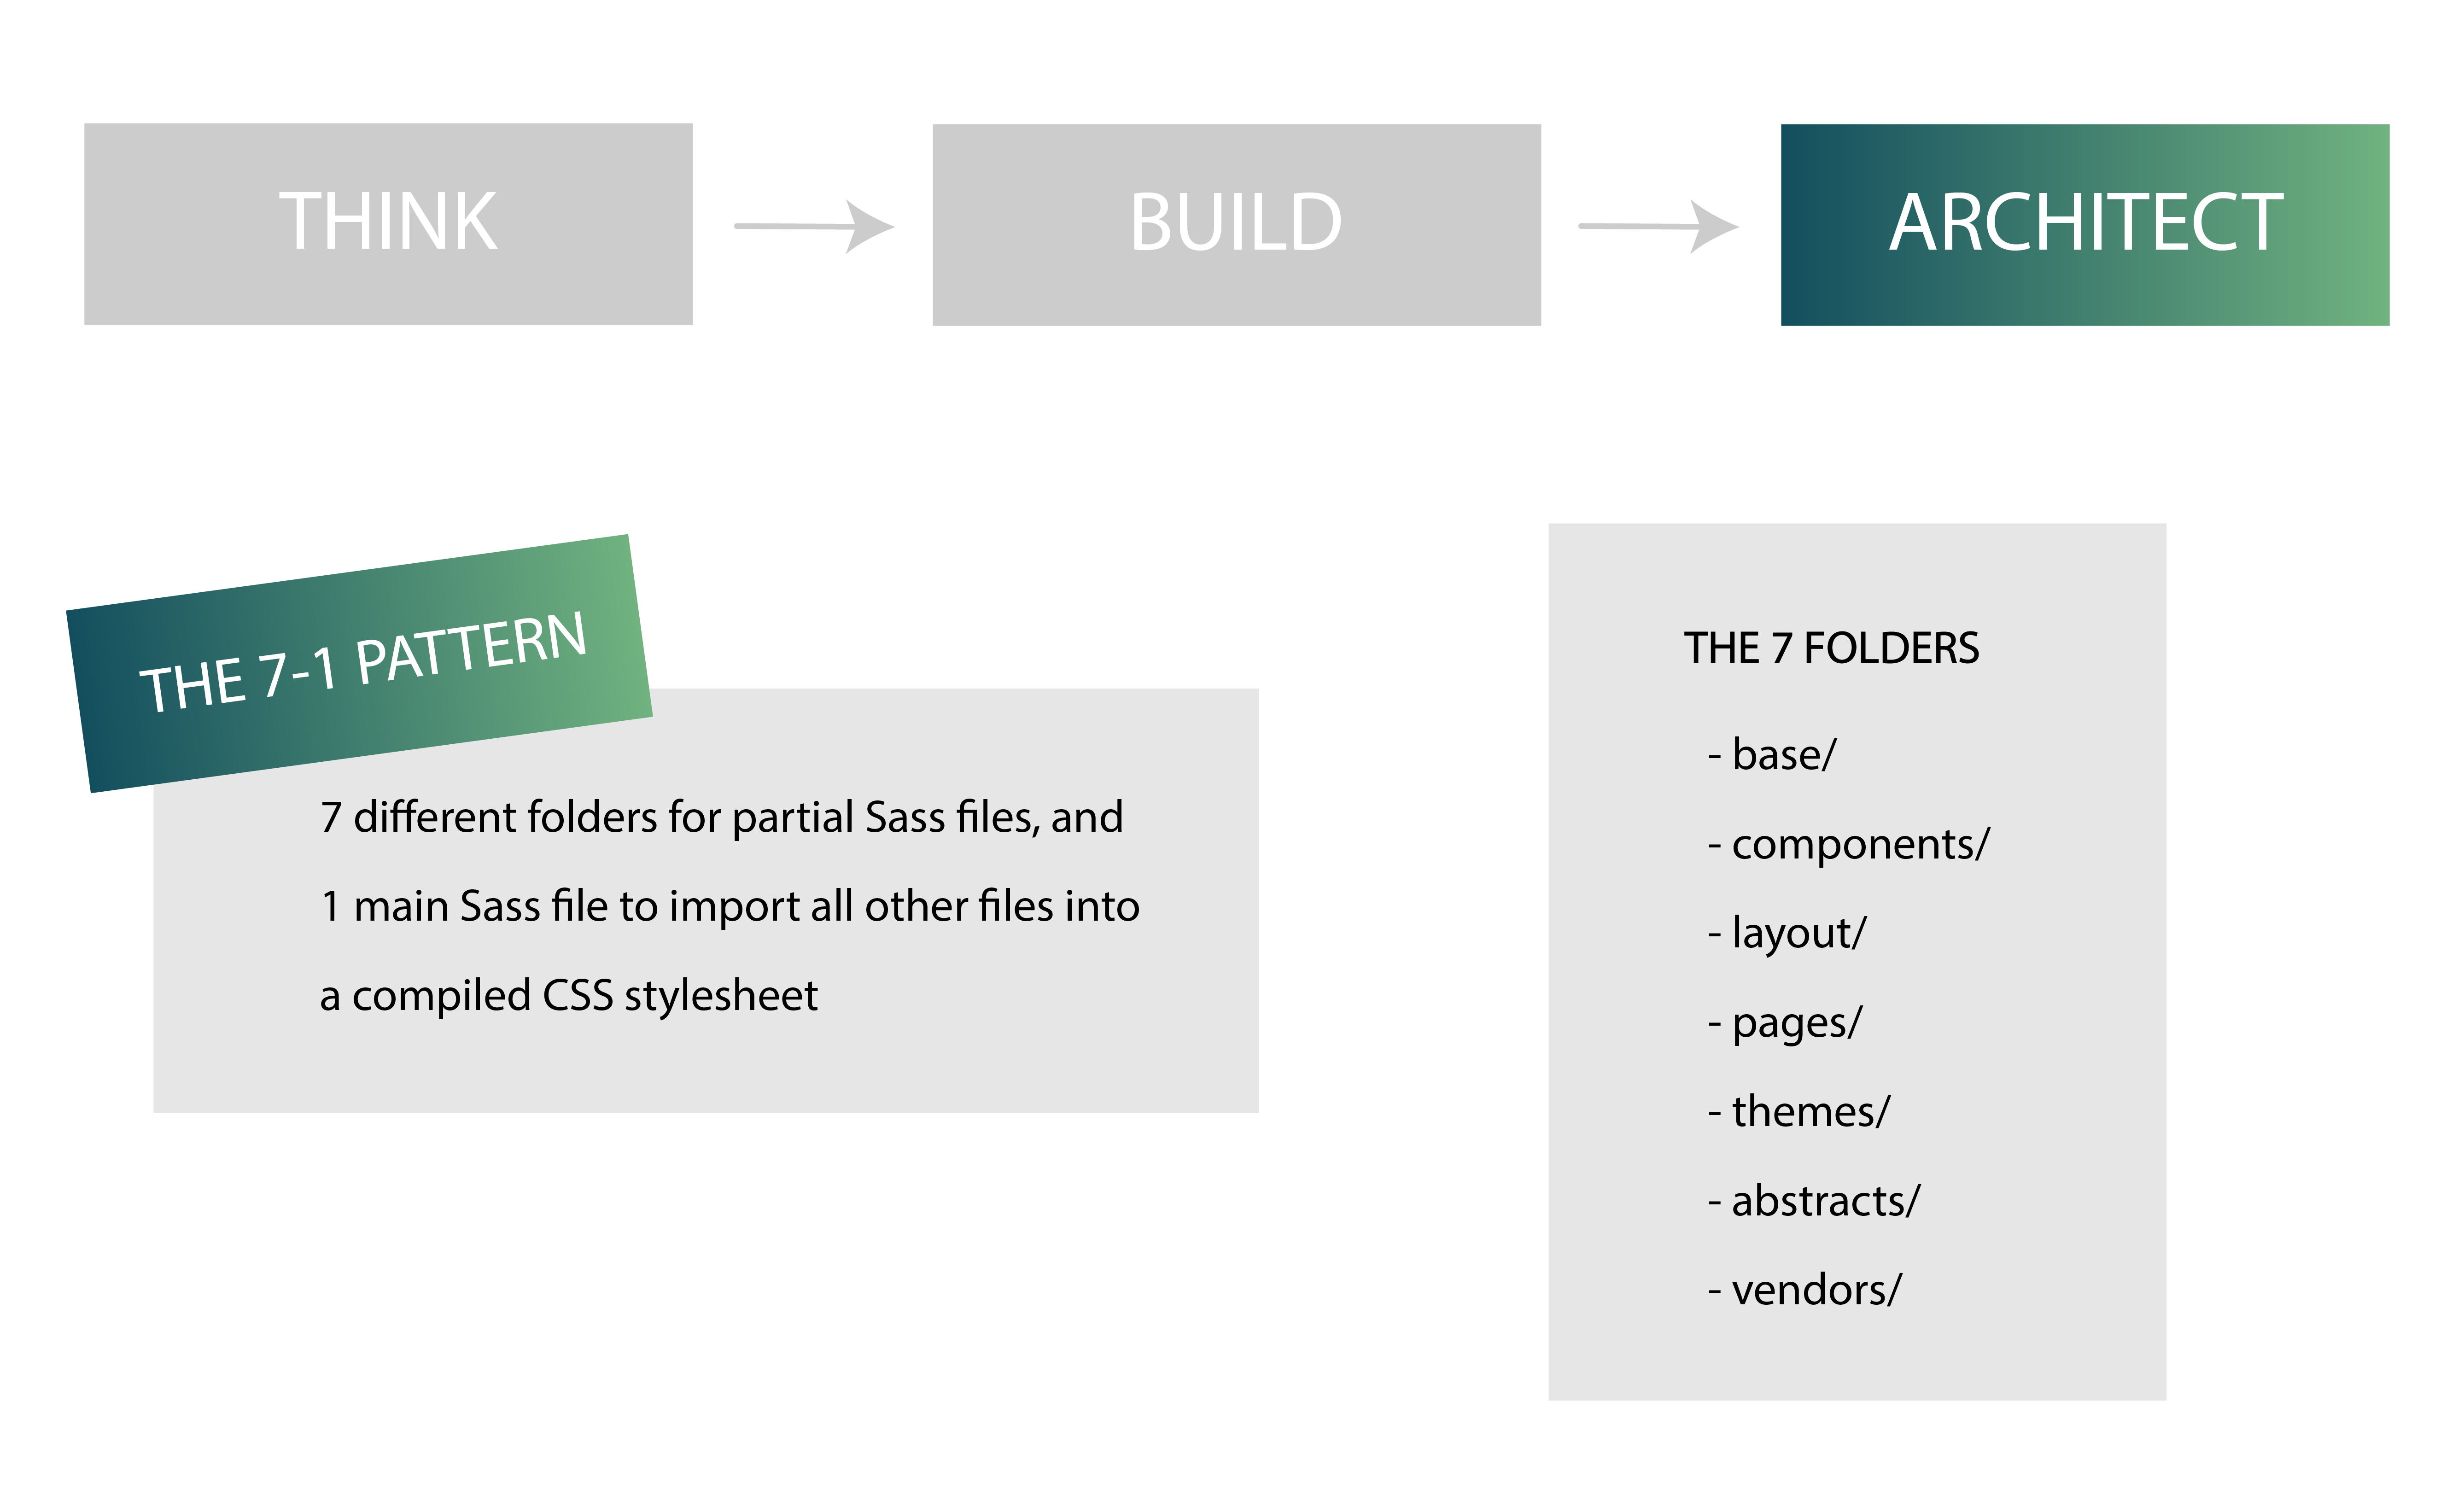 THINK
BUILD
ARCHITECT
THE 7-1 PATTERN
7 different folders for partial Sass files, and
1 main Sass file to import all other files into
a compiled CSS stylesheet
THE 7 FOLDERS
- base/
- components/
- layout/
- pages/
- themes/
- abstracts/
- vendors/